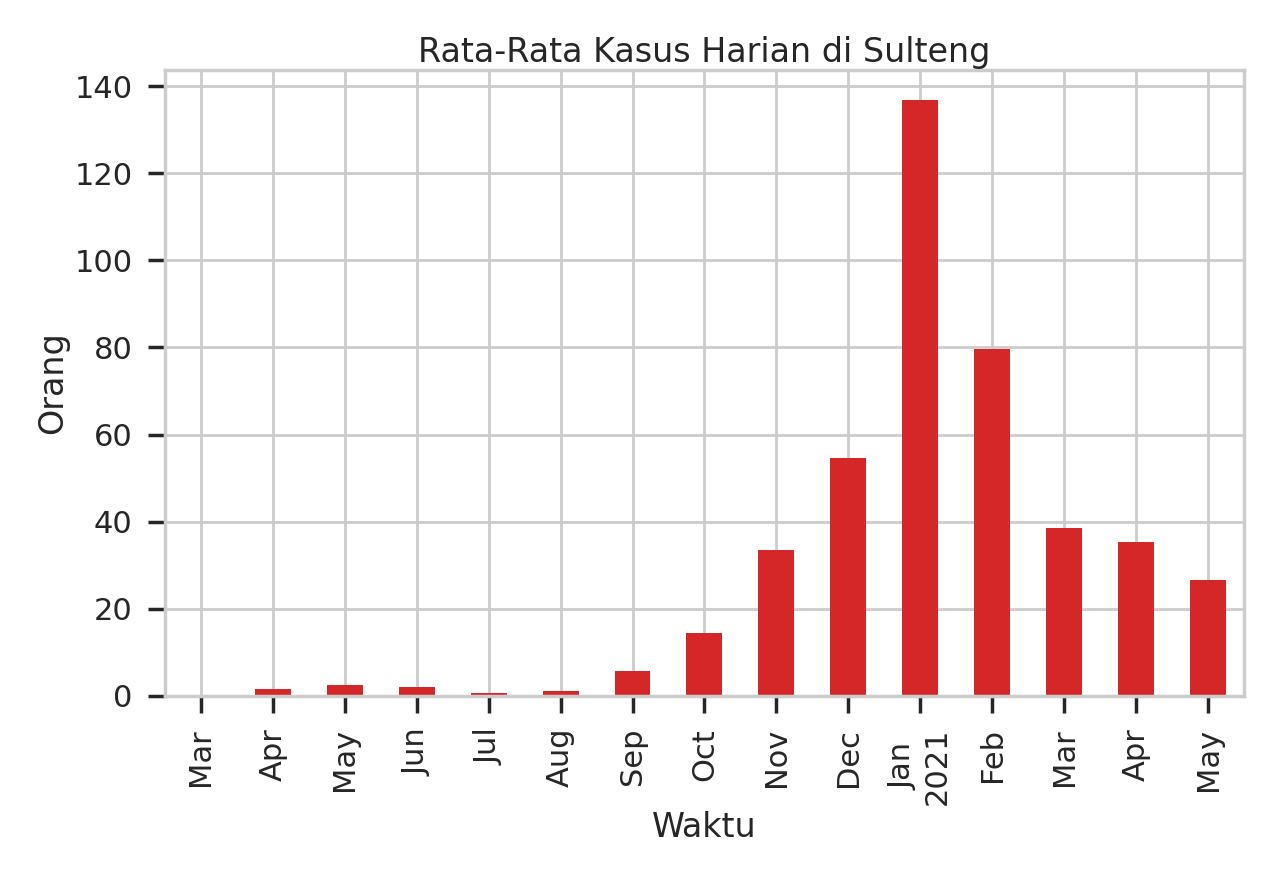 Rata-Rata Kasus Harian di Sulteng
140
120
100
80
60
40
20
0
Orang
Mar
Apr
May
Jun
Jul
Aug
Sep
Oct
Nov
Dec
Jan
2021
Feb
Mar
Apr
May
Waktu